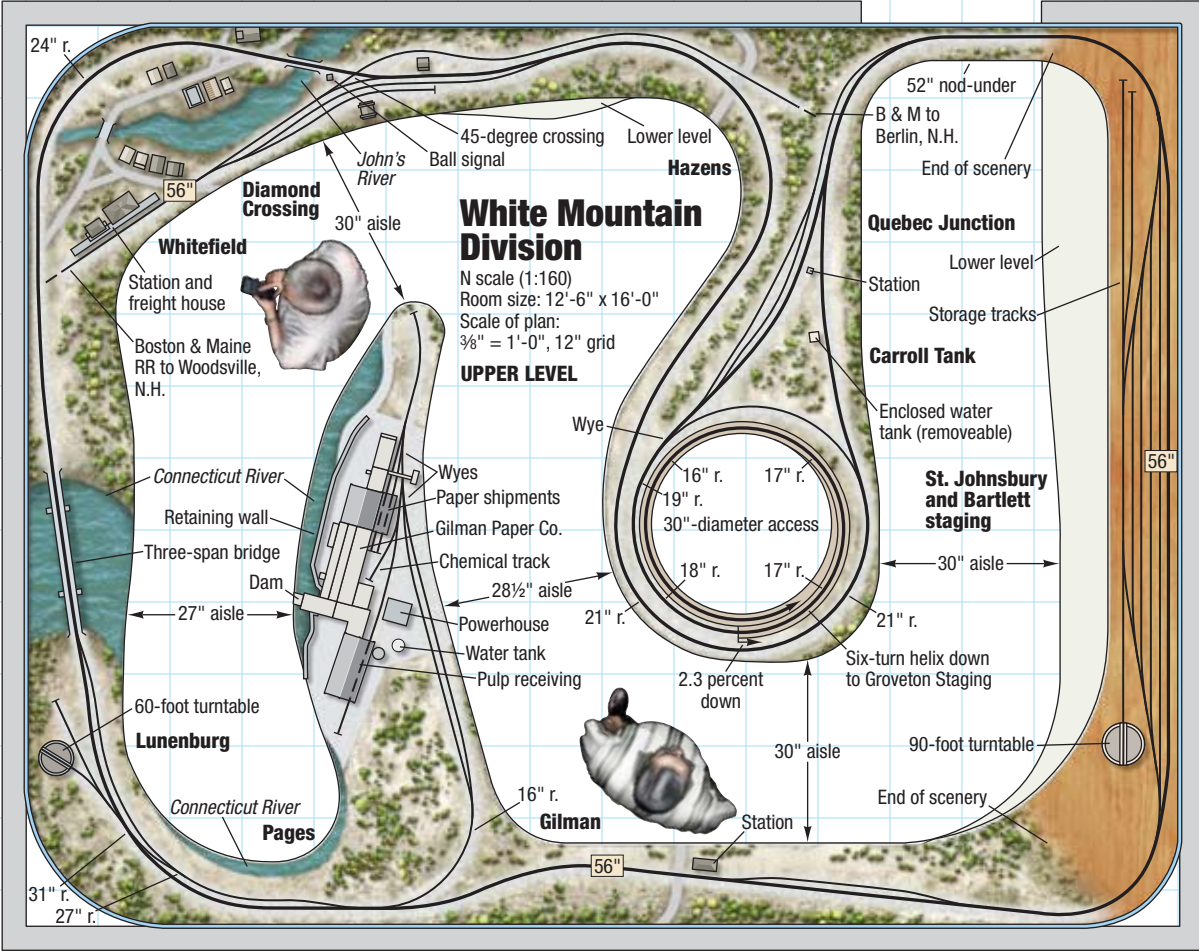 24" r.
52" nod-under
B & M to
Berlin, N.H.
End of scenery
45-degree crossing
Ball signal
John's
River
Lower level
Hazens
56"
Diamond
Crossing
30" aisle
Whitefield
Station and
freight house
Boston & Maine
RR to Woodsville,
N.H.
White Mountain
Division
N scale (1:160)
Room size: 12'-6" x 16'-0"
Scale of plan:
⅜" = 1'-0", 12" grid
UPPER LEVEL
Quebec Junction
Lower level
Station
Storage tracks
Carroll Tank
Enclosed water
tank (removeable)
Wye
16" r.
17" r.
19" r.
30"-diameter access
18" r.
17" r.
21" r.
21" r.
St. Johnsbury
and Bartlett
staging
56"
30" aisle
Connecticut River
Retaining wall
Three-span bridge
Dam
27" aisle
Wyes
Paper shipments
Gilman Paper Co.
Chemical track
28½" aisle
Powerhouse
Water tank
Pulp receiving
2.3 percent
down
Six-turn helix down
to Groveton Staging
60-foot turntable
Lunenburg
30" aisle
90-foot turntable
End of scenery
Connecticut River
Pages
16" r.
Gilman
Station
56"
31" r.
27" r.